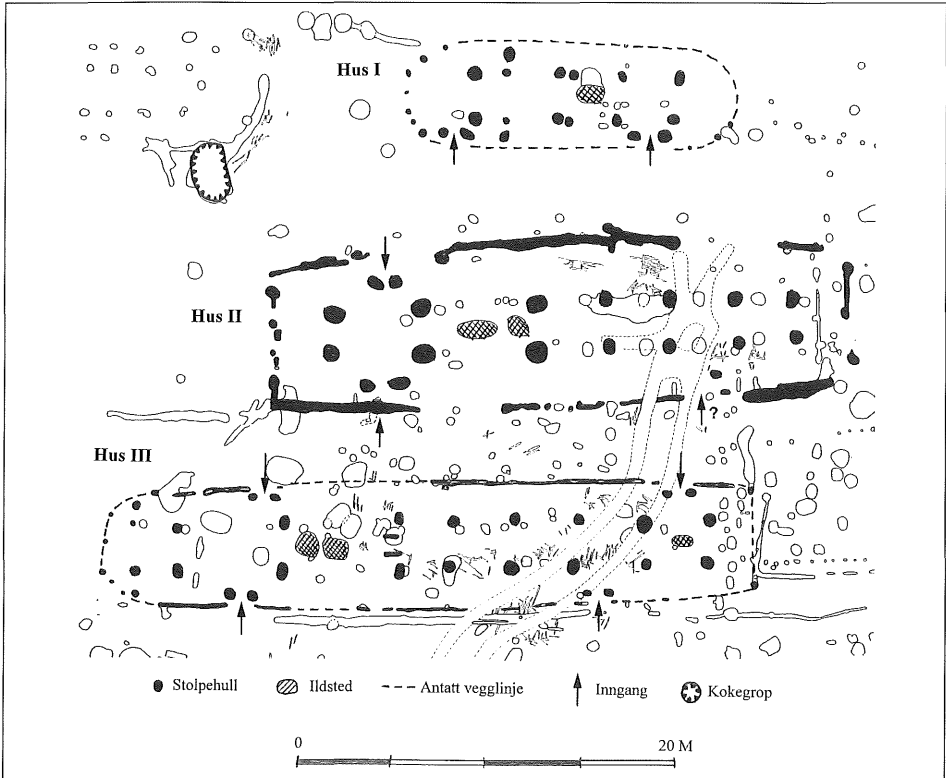 Hus I
Hus II
?
Hus III
Stolpehull Ildsted Antatt vegglinje Inngang Kokegrop
0 20 M